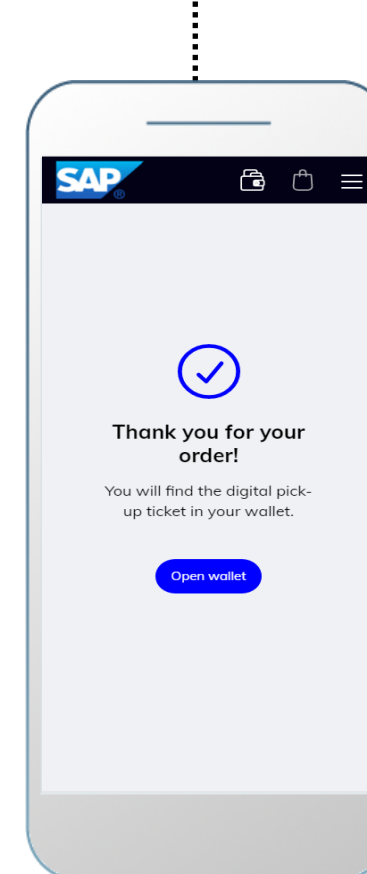 SAP
®
Thank you for your
order!
You will find the digital pick-
up ticket in your wallet.
Open wallet